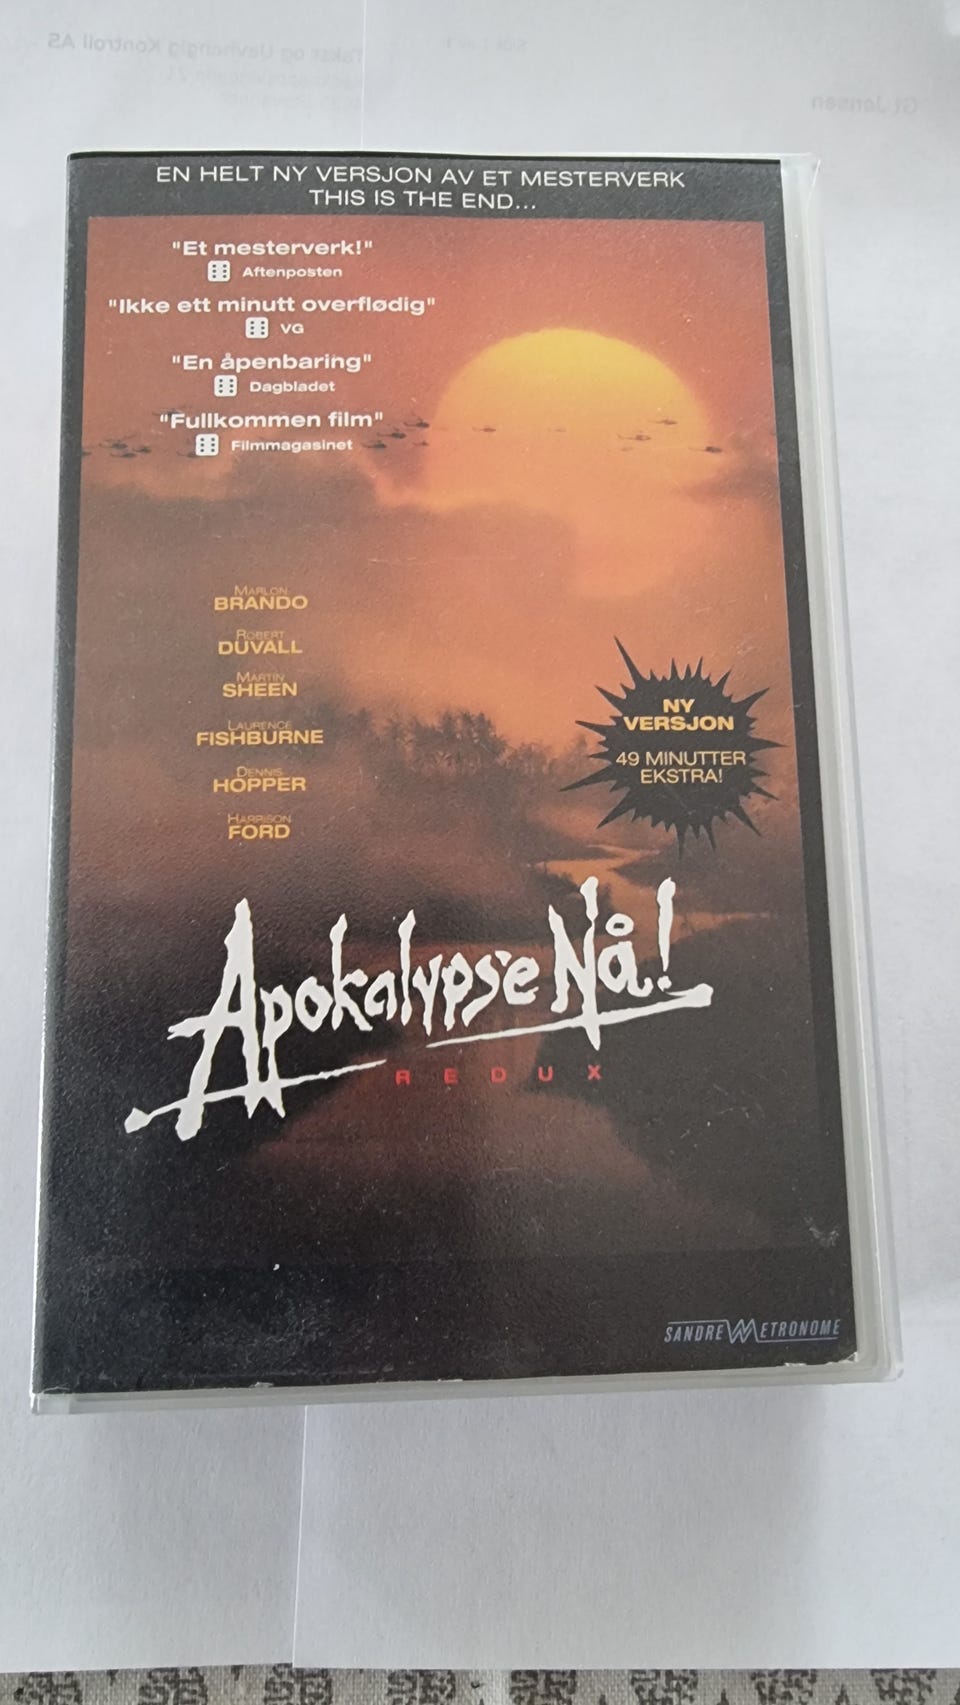 EN HELT NY VERSJON AV ET MESTERVERK
THIS IS THE END...
"Et mesterverk!"
Aftenposten
"Ikke ett minutt overflødig"
VG
"En åpenbaring"
Dagbladet
"Fullkommen film"
Filmmagasinet
MARLON
BRANDO
ROBERT
DUVALL
MARTIN
SHEEN
LAURENCE
FISHBURNE
DENNIS
HOPPER
HARRISON
FORD
NY
VERSJON
49 MINUTTER
EKSTRA!
Apokalypse Nå!
REDUX
SANDREW METRONOME